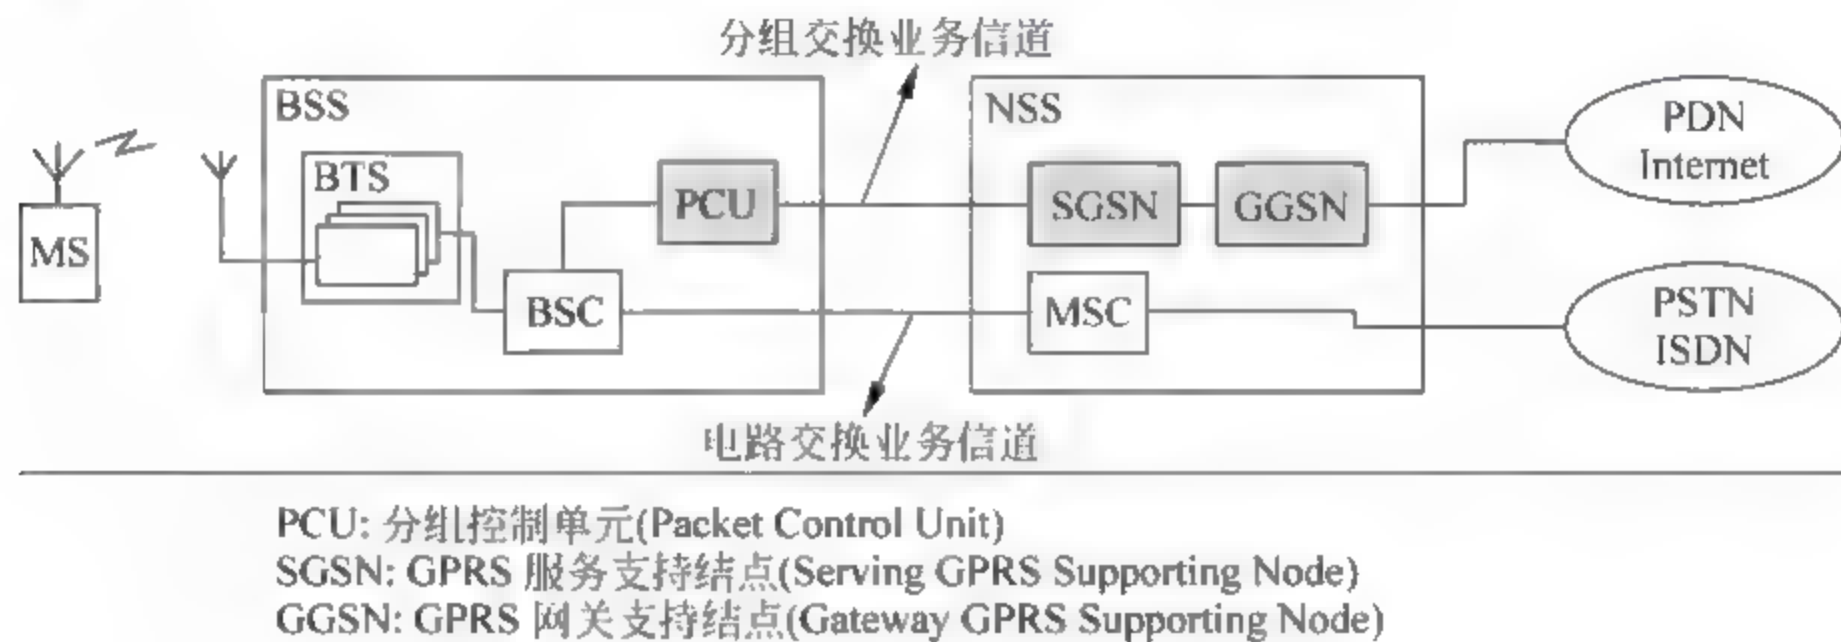 分组交换业务信道
BSS
NSS
PDN
Internet
BTS
PCU
SGSN
GGSN
MS
BSC
MSC
PSTN
ISDN
电路交换业务信道
PCU: 分组控制单元(Packet Control Unit)
SGSN: GPRS 服务支持结点(Serving GPRS Supporting Node)
GGSN: GPRS 网关支持结点(Gateway GPRS Supporting Node)